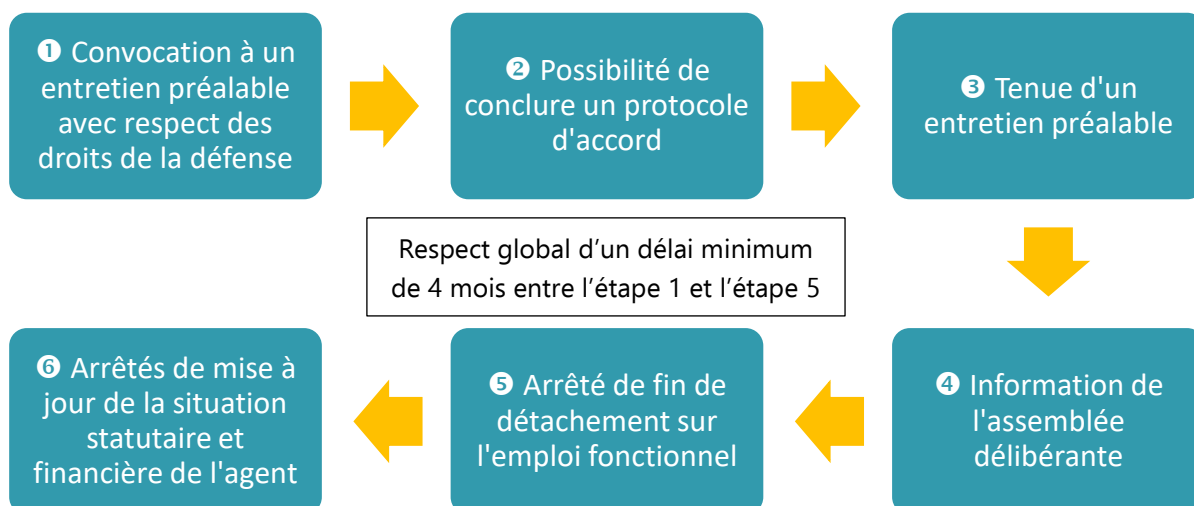 ❶ Convocation à un
entretien préalable
avec respect des
droits de la défense
❷ Possibilité de
conclure un protocole
d'accord
❸ Tenue d'un
entretien préalable
Respect global d’un délai minimum
de 4 mois entre l’étape 1 et l’étape 5
❹ Information de
l'assemblée
délibérante
❺ Arrêté de fin de
détachement sur
l'emploi fonctionnel
❻ Arrêtés de mise à
jour de la situation
statutaire et
financière de l'agent